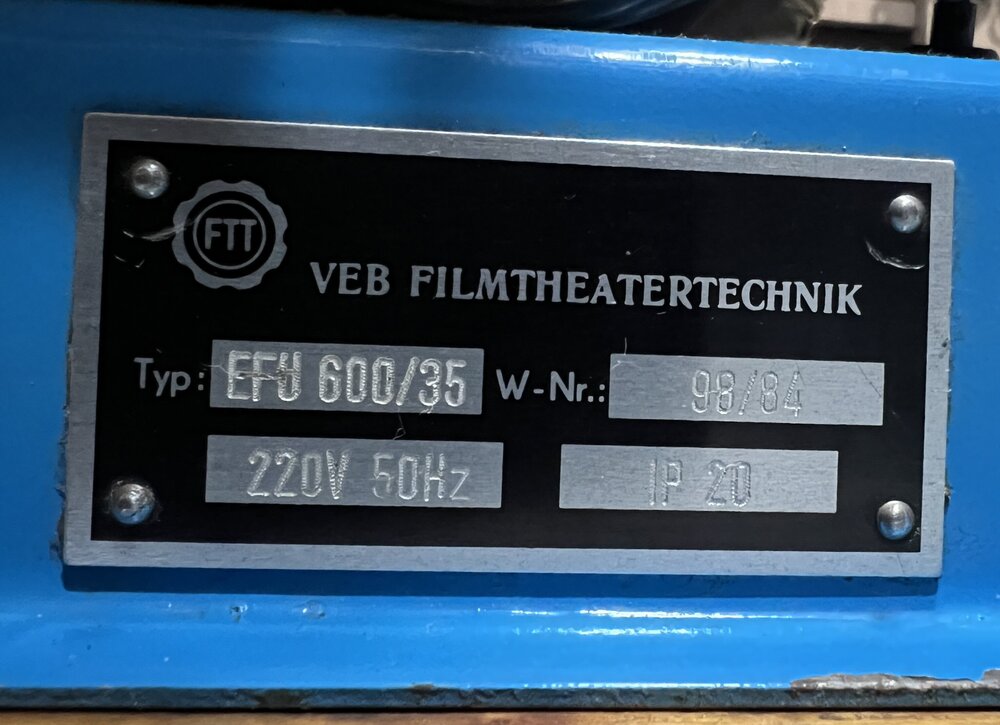 FTT
VEB FILMTHEATERTECHNIK
Typ: EFU 600/35 W-Nr.: 98/84
220V 50Hz IP 20